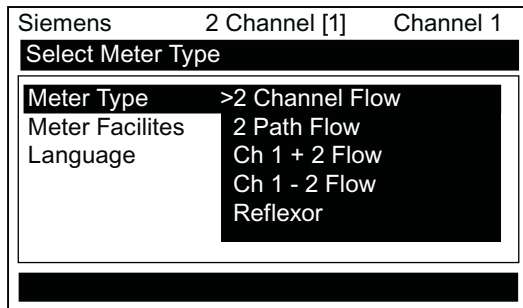 Siemens 2 Channel [1] Channel 1
Select Meter Type
Meter Type >2 Channel Flow
Meter Facilites 2 Path Flow
Language Ch 1 + 2 Flow
Ch 1 - 2 Flow
Reflexor